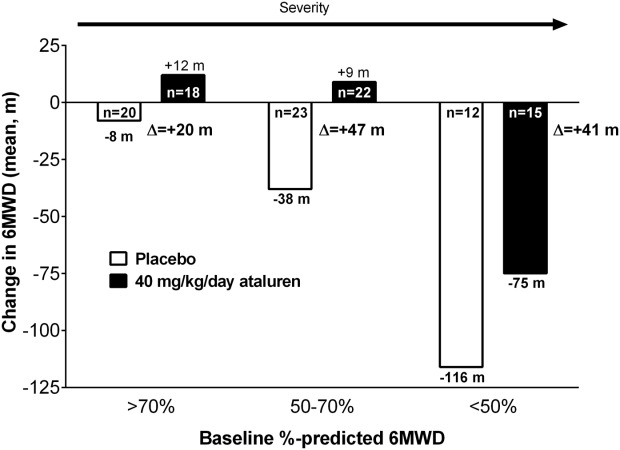 Severity
Change in 6MWD (mean, m)
25
0
-25
-50
-75
-100
-125
+12 m
n=18
n=20
-8 m
Δ=+20 m
+9 m
n=22
n=23
-38 m
Δ=+47 m
n=12
n=15
Δ=+41 m
-75 m
-116 m
Placebo
40 mg/kg/day ataluren
>70%
50-70%
<50%
Baseline %-predicted 6MWD